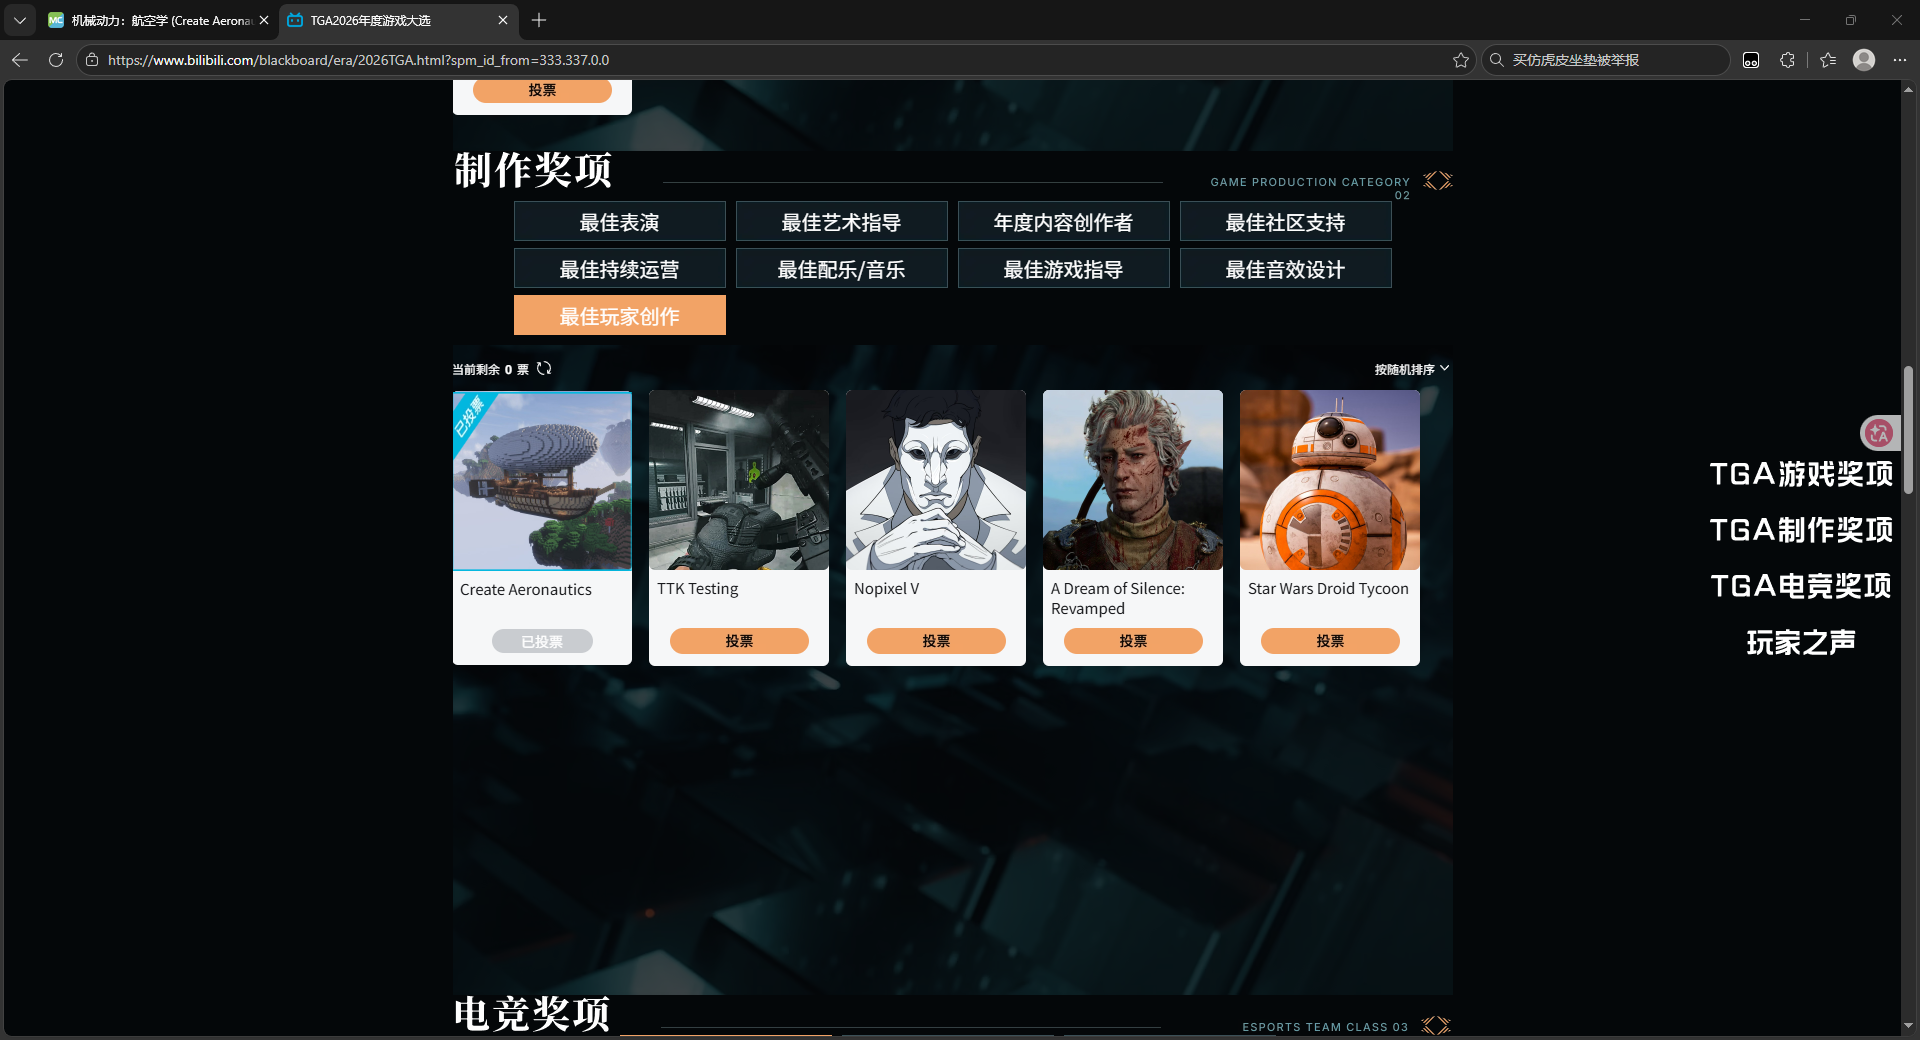 机械动力：航空学 (Create Aerona
TGA2026年度游戏大选
https://www.bilibili.com/blackboard/era/2026TGA.html?spm_id_from=333.337.0.0
买仿虎皮坐垫被举报
投票
制作奖项
GAME PRODUCTION CATEGORY
02
最佳表演
最佳艺术指导
年度内容创作者
最佳社区支持
最佳持续运营
最佳配乐/音乐
最佳游戏指导
最佳音效设计
最佳玩家创作
当前剩余 0 票
按随机排序
已投票
Create Aeronautics
TTK Testing
Nopixel V
A Dream of Silence:
Revamped
Star Wars Droid Tycoon
已投票
投票
投票
投票
投票
TGA游戏奖项
TGA制作奖项
TGA电竞奖项
玩家之声
电竞奖项
ESPORTS TEAM CLASS 03